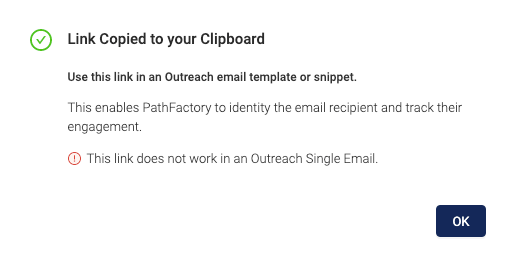 Link Copied to your Clipboard
Use this link in an Outreach email template or snippet.
This enables PathFactory to identity the email recipient and track their
engagement.
This link does not work in an Outreach Single Email.
OK